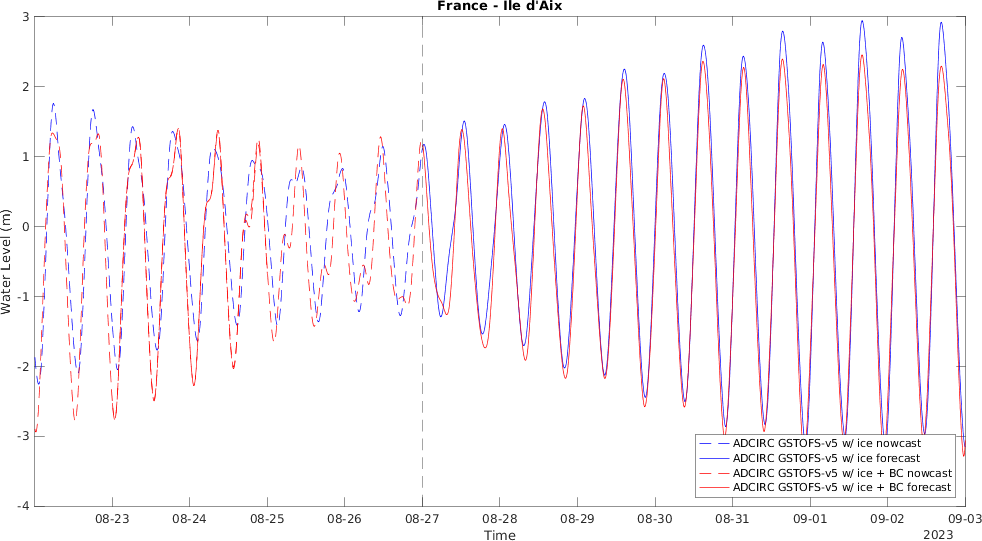 France - Ile d'Aix
3
2
1
0
-1
-2
-3
-4
Water Level (m)
ADCIRC GSTOFS-v5 w/ ice nowcast
ADCIRC GSTOFS-v5 w/ ice forecast
ADCIRC GSTOFS-v5 w/ ice + BC nowcast
ADCIRC GSTOFS-v5 w/ ice + BC forecast
08-23 08-24 08-25 08-26 08-27 08-28 08-29 08-30 08-31 09-01 09-02 09-03
Time
2023